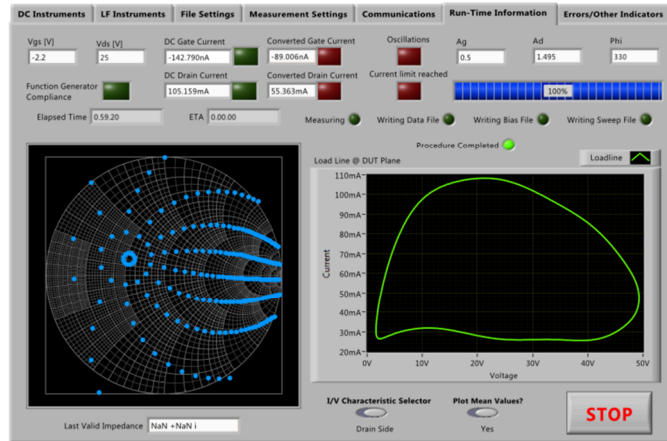 DC Instruments LF Instruments File Settings Measurement Settings Communications Run-Time Information Errors/Other Indicators
Vgs [V] Vds [V] DC Gate Current Converted Gate Current Oscillations Ag Ad Phi
-2.2 25 -142.790nA -89.006nA 0.5 1.495 330
DC Drain Current Converted Drain Current Current limit reached
Function Generator
Compliance
105.159mA 55.363mA 100%
Elapsed Time 0.59.20 ETA 0.00.00 Measuring Writing Data File Writing Bias File Writing Sweep File
Procedure Completed
Load Line @ DUT Plane Loadline
110mA
100mA
90mA
80mA
70mA
60mA
50mA
40mA
30mA
20mA
Current
0V 10V 20V 30V 40V 50V
Voltage
I/V Characteristic Selector Plot Mean Values?
Drain Side Yes
STOP
Last Valid Impedance NaN +NaN i